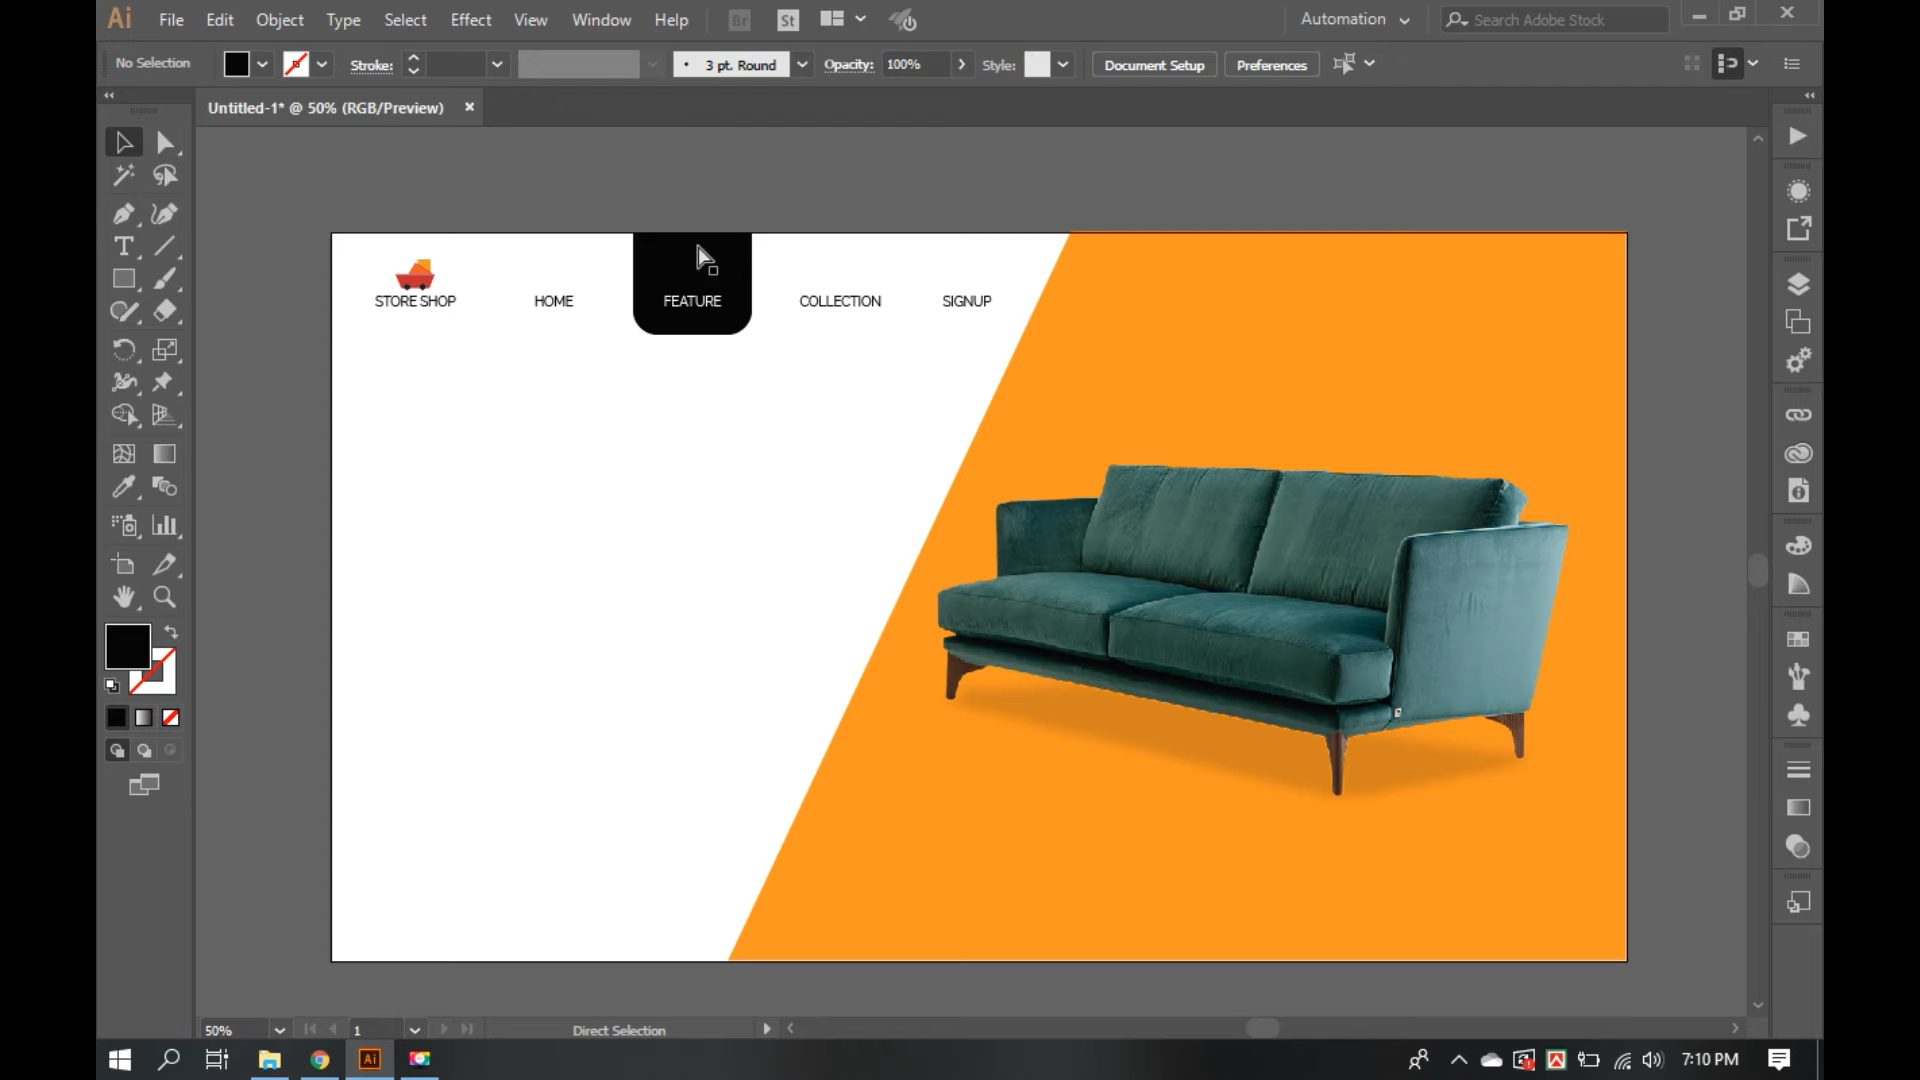 Ai File Edit Object Type Select Effect View Window Help Br St Automation Search Adobe Stock
No Selection Stroke: 3 pt. Round Opacity: 100% Style: Document Setup Preferences
Untitled-1* @ 50% (RGB/Preview)
STORE SHOP HOME FEATURE COLLECTION SIGNUP
50% 1 Direct Selection
Ai 7:10 PM